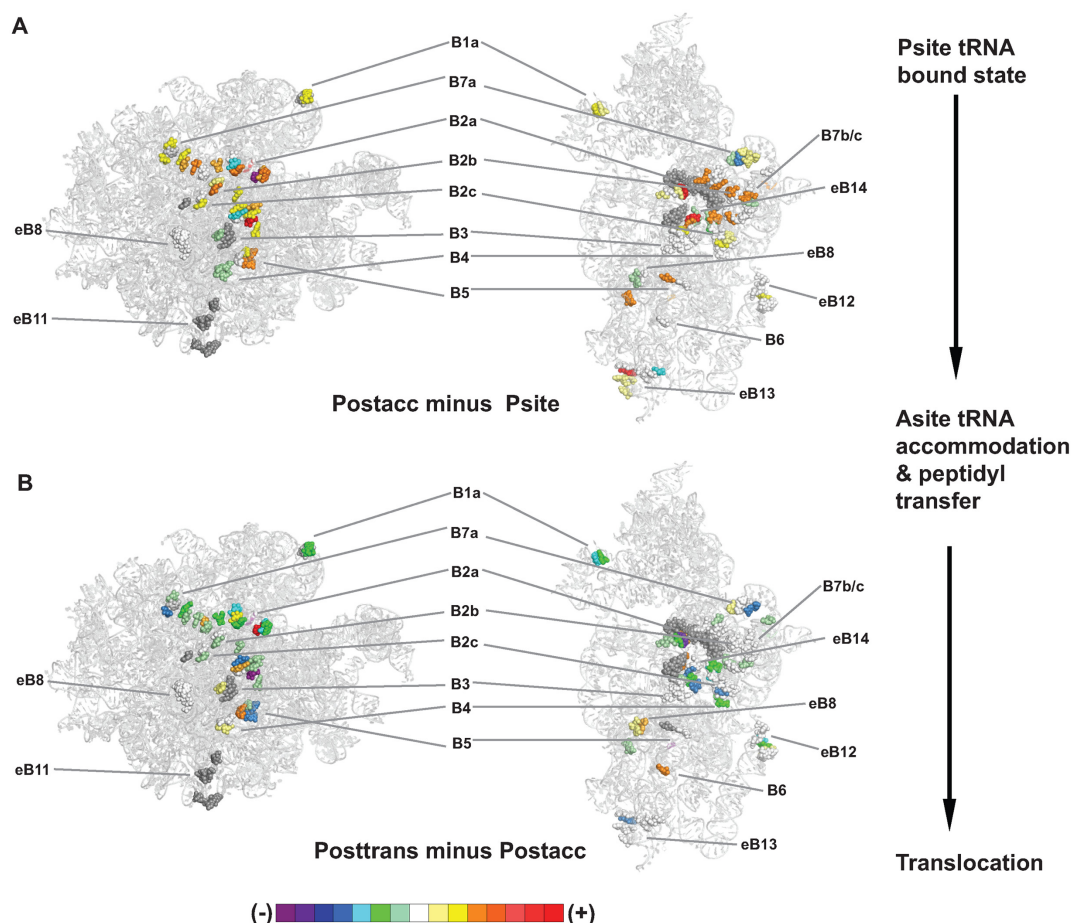 A
B1a
B7a
B2a
B2b
B2c
eB8
B3
B4
B5
eB11
B7b/c
eB14
eB8
eB12
B6
eB13
Postacc minus Psite
Psite tRNA
bound state
Asite tRNA
accommodation
& peptidyl
transfer
B
B1a
B7a
B2a
B2b
B2c
eB8
B3
B4
B5
eB11
B7b/c
eB14
eB8
eB12
B6
eB13
Posttrans minus Postacc
Translocation
(-) (+)